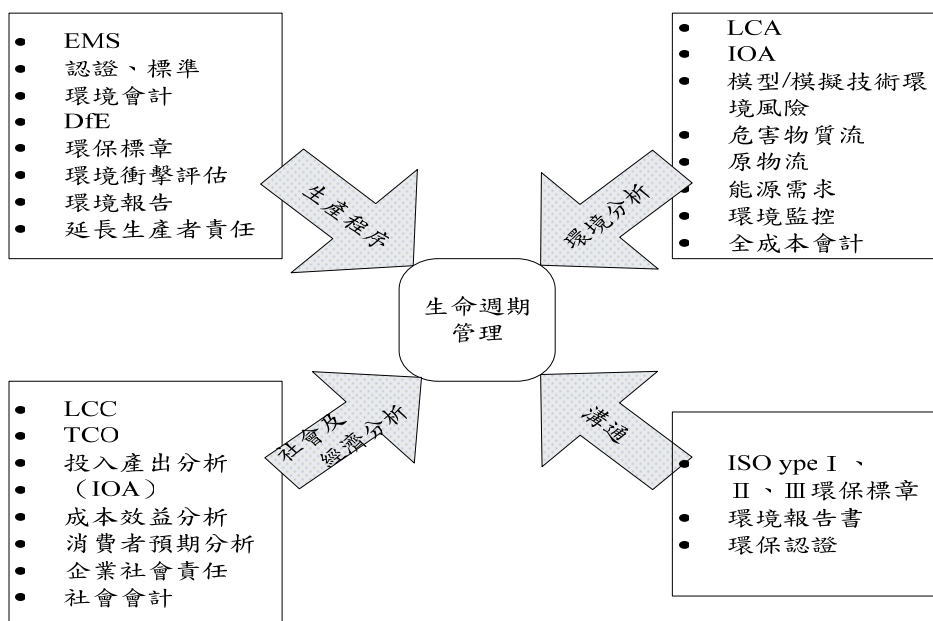 EMS
認證、標準
環境會計
DfE
環保標章
環境衝擊評估
環境報告
延長生產者責任
生產程序
LCA
IOA
模型/模擬技術環
境風險
危害物質流
原物流
能源需求
環境監控
全成本會計
環境分析
生命週期
管理
LCC
TCO
投入產出分析
（IOA）
成本效益分析
消費者預期分析
企業社會責任
社會會計
社會及
經濟分析
溝通
ISO ype I 、
II 、III 環保標章
環境報告書
環保認證